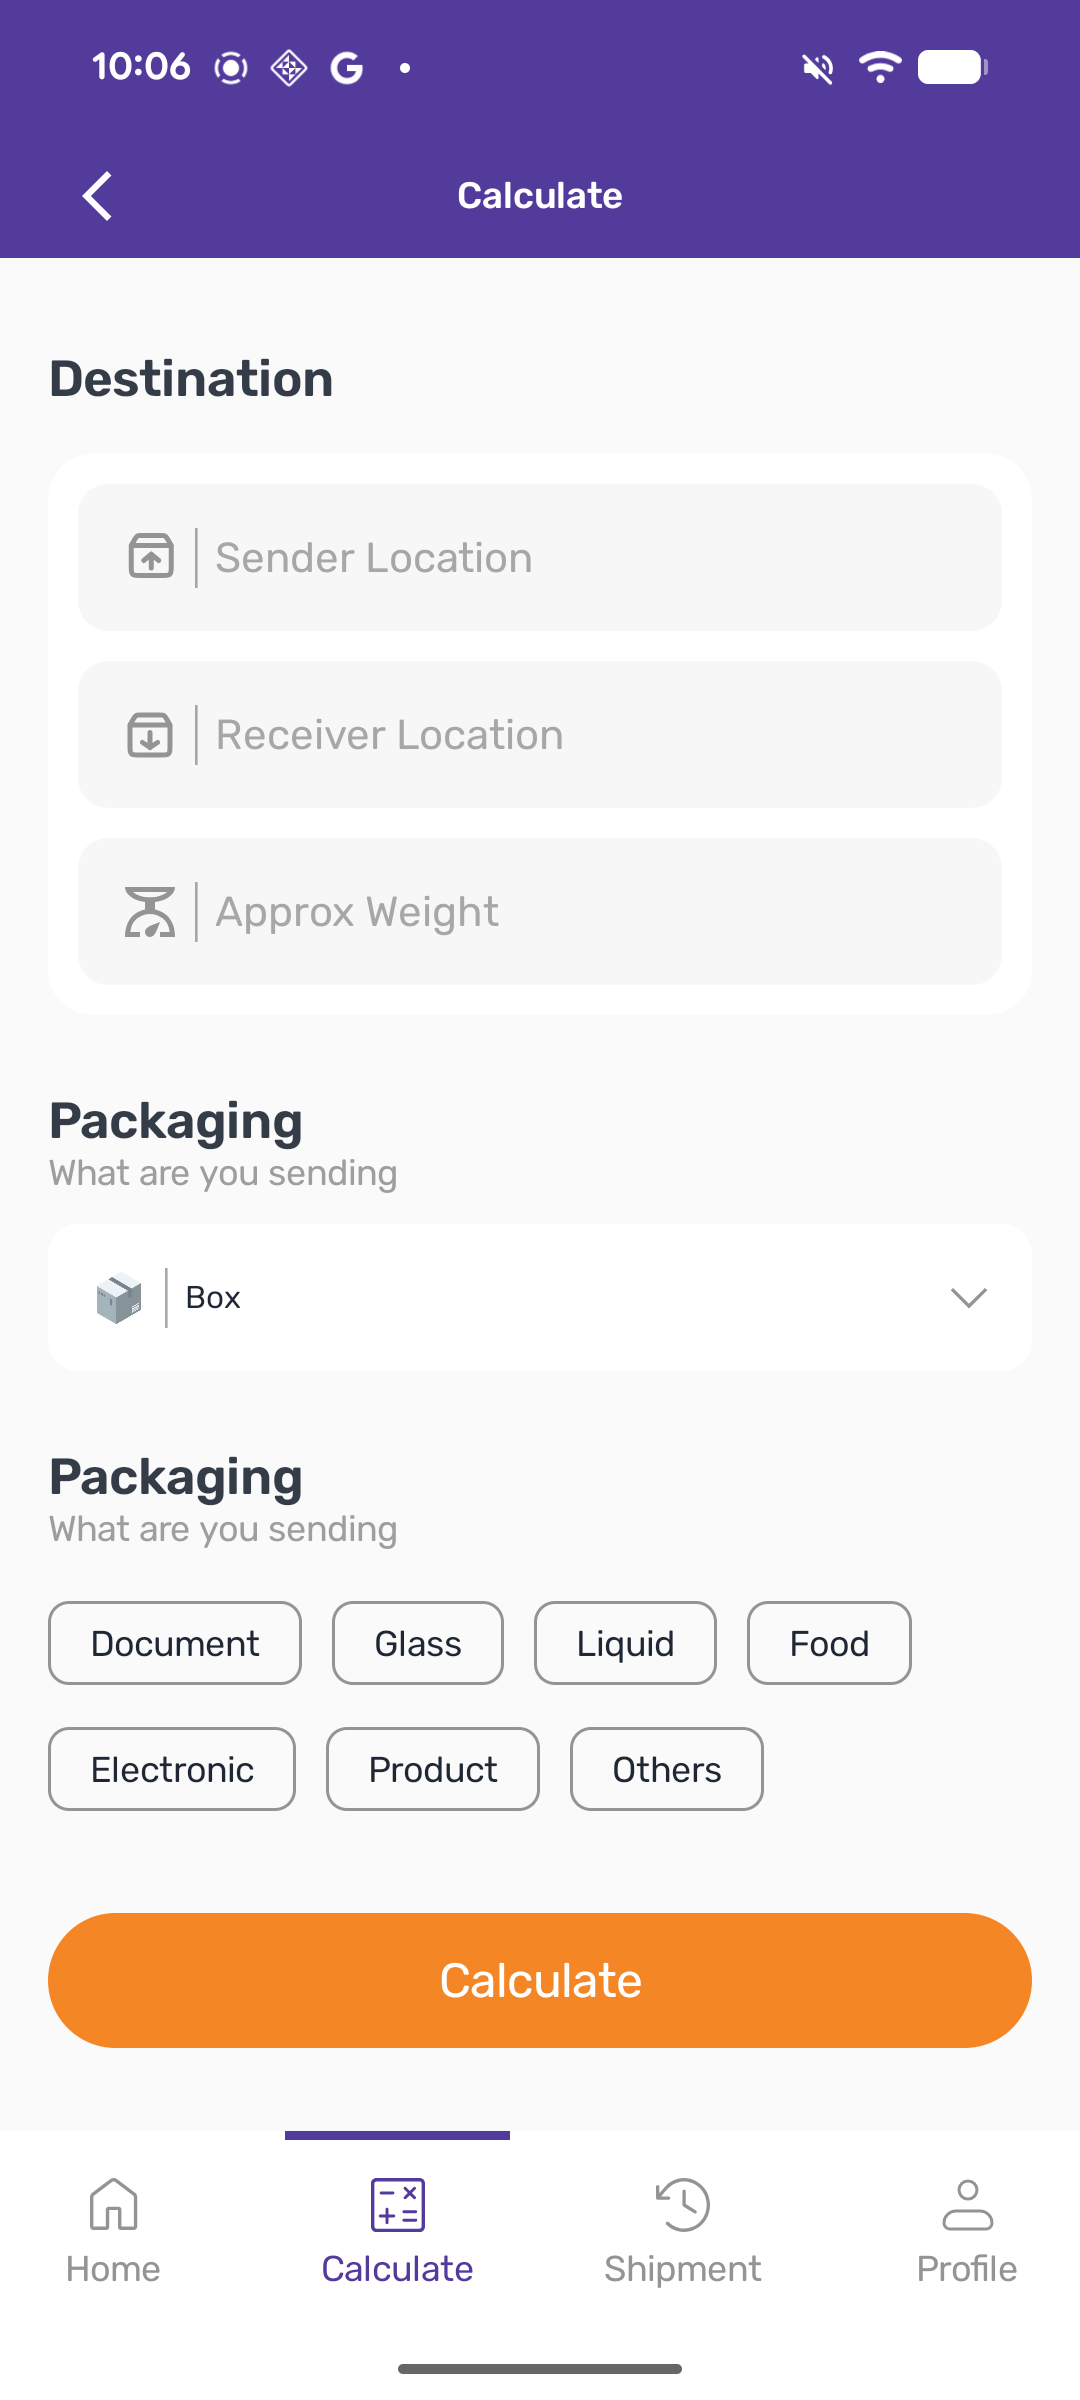 10:06
Calculate
Destination
Sender Location
Receiver Location
Approx Weight
Packaging
What are you sending
Box
Packaging
What are you sending
Document Glass Liquid Food
Electronic Product Others
Calculate
Home Calculate Shipment Profile